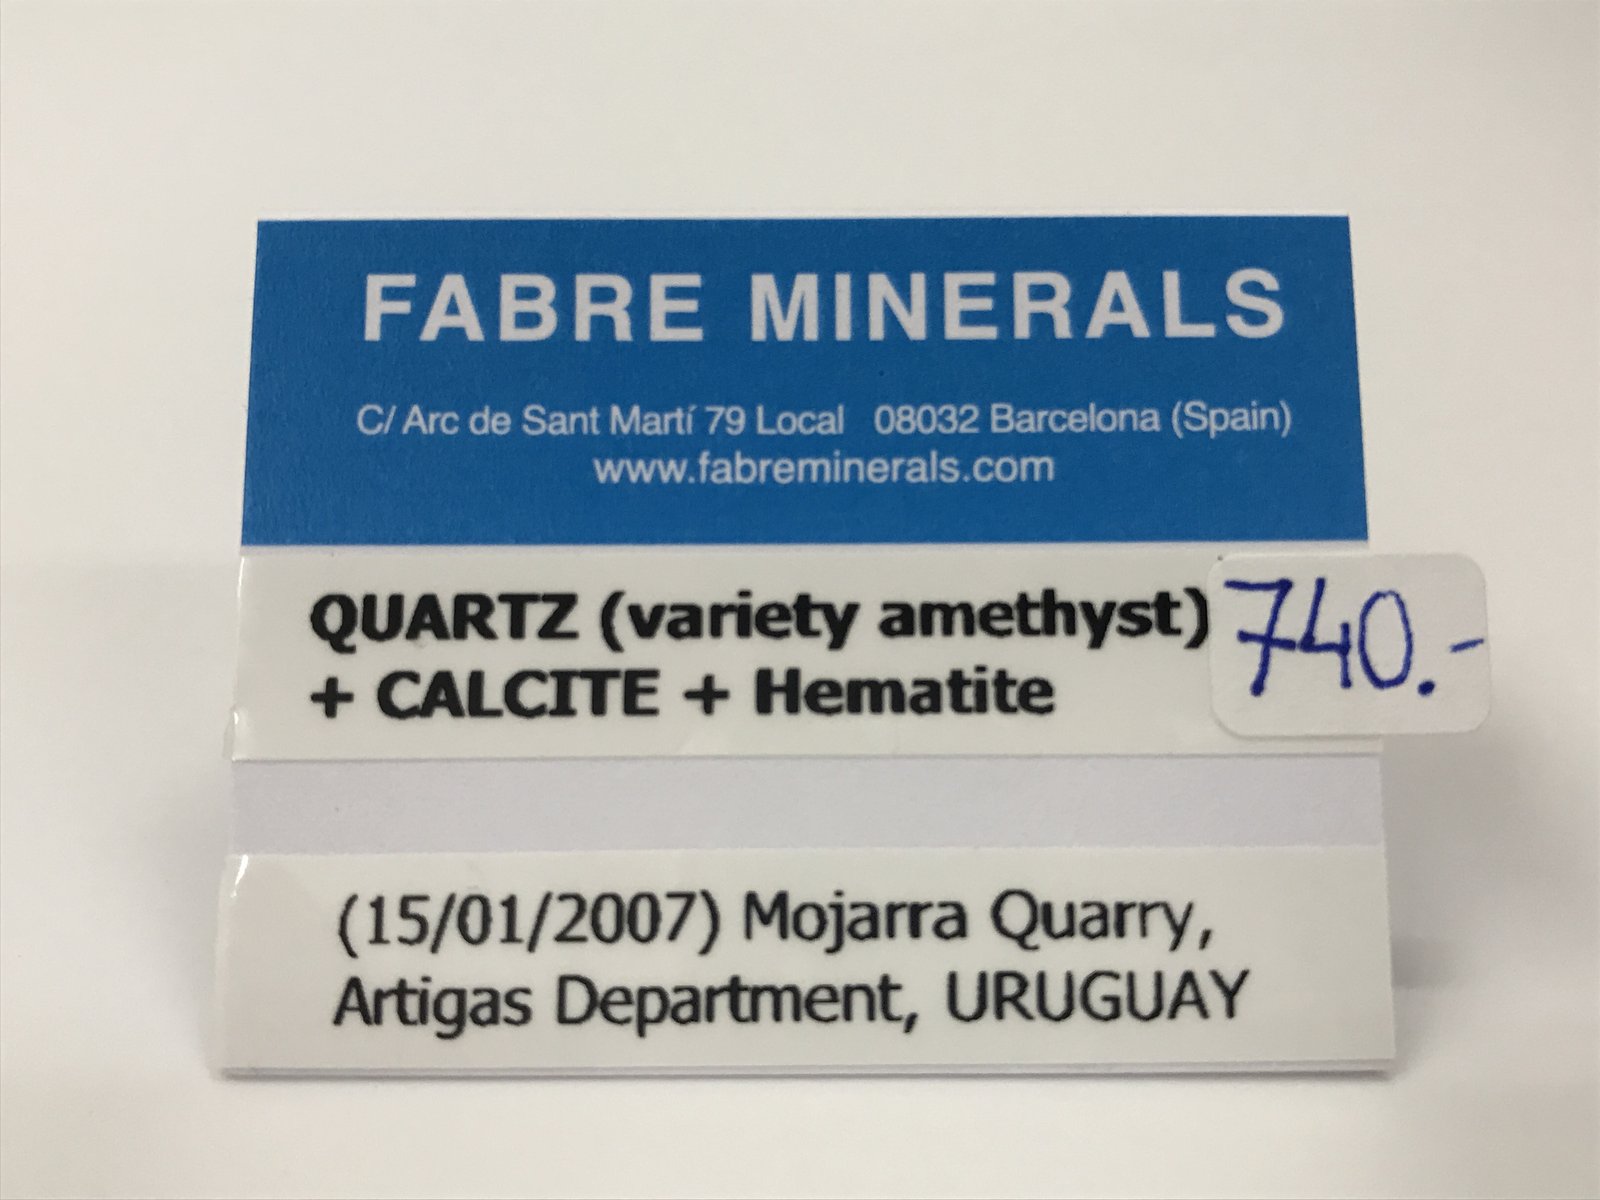 FABRE MINERALS
C/ Arc de Sant Martí 79 Local 08032 Barcelona (Spain)
www.fabreminerals.com
QUARTZ (variety amethyst)
+ CALCITE + Hematite
740.-
(15/01/2007) Mojarra Quarry,
Artigas Department, URUGUAY